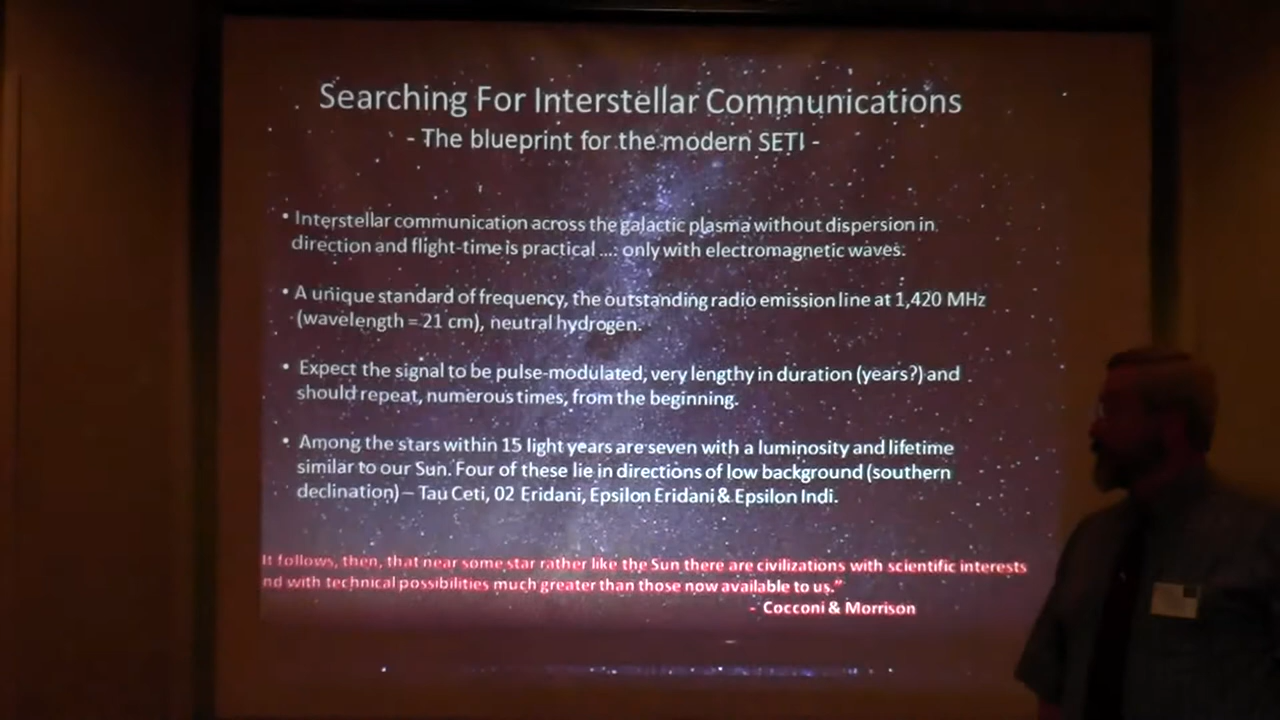 Searching For Interstellar Communications
- The blueprint for the modern SETI -
• Interstellar communication across the galactic plasma without dispersion in
direction and flight-time is practical ....: only with electromagnetic waves.
• A unique standard of frequency, the outstanding radio emission line at 1,420 MHz
(wavelength = 21 cm), neutral hydrogen.
• Expect the signal to be pulse-modulated, very lengthy in duration (years?) and
should repeat, numerous times, from the beginning.
• Among the stars within 15 light years are seven with a luminosity and lifetime
similar to our Sun. Four of these lie in directions of low background (southern
declination) – Tau Ceti, 02 Eridani, Epsilon Eridani & Epsilon Indi.
It follows, then, that near some star rather like the Sun there are civilizations with scientific interests
nd with technical possibilities much greater than those now available to us."
- Cocconi & Morrison